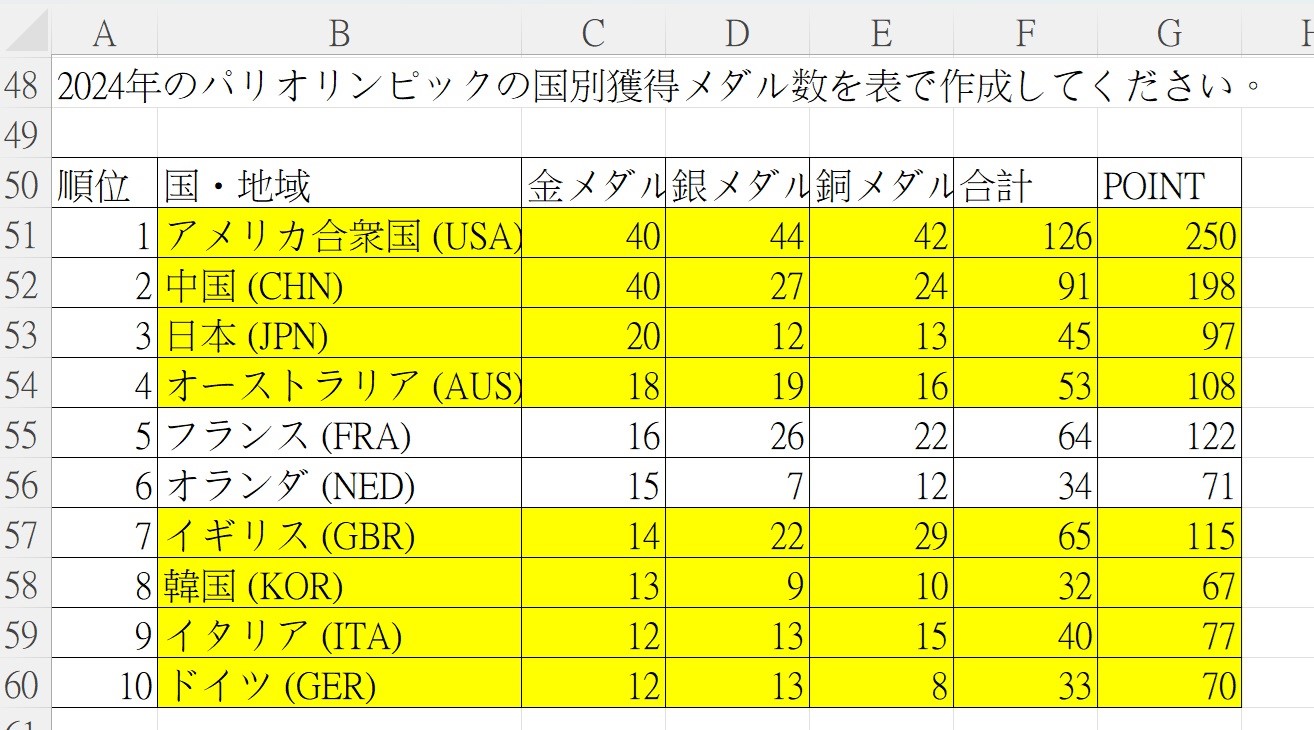 A B C D E F G H
48 2024年のパリオリンピックの国別獲得メダル数を表で作成してください。
49
50 順位 国・地域 金メダル 銀メダル 銅メダル 合計 POINT
51 1 アメリカ合衆国 (USA) 40 44 42 126 250
52 2 中国 (CHN) 40 27 24 91 198
53 3 日本 (JPN) 20 12 13 45 97
54 4 オーストラリア (AUS) 18 19 16 53 108
55 5 フランス (FRA) 16 26 22 64 122
56 6 オランダ (NED) 15 7 12 34 71
57 7 イギリス (GBR) 14 22 29 65 115
58 8 韓国 (KOR) 13 9 10 32 67
59 9 イタリア (ITA) 12 13 15 40 77
60 10 ドイツ (GER) 12 13 8 33 70
61